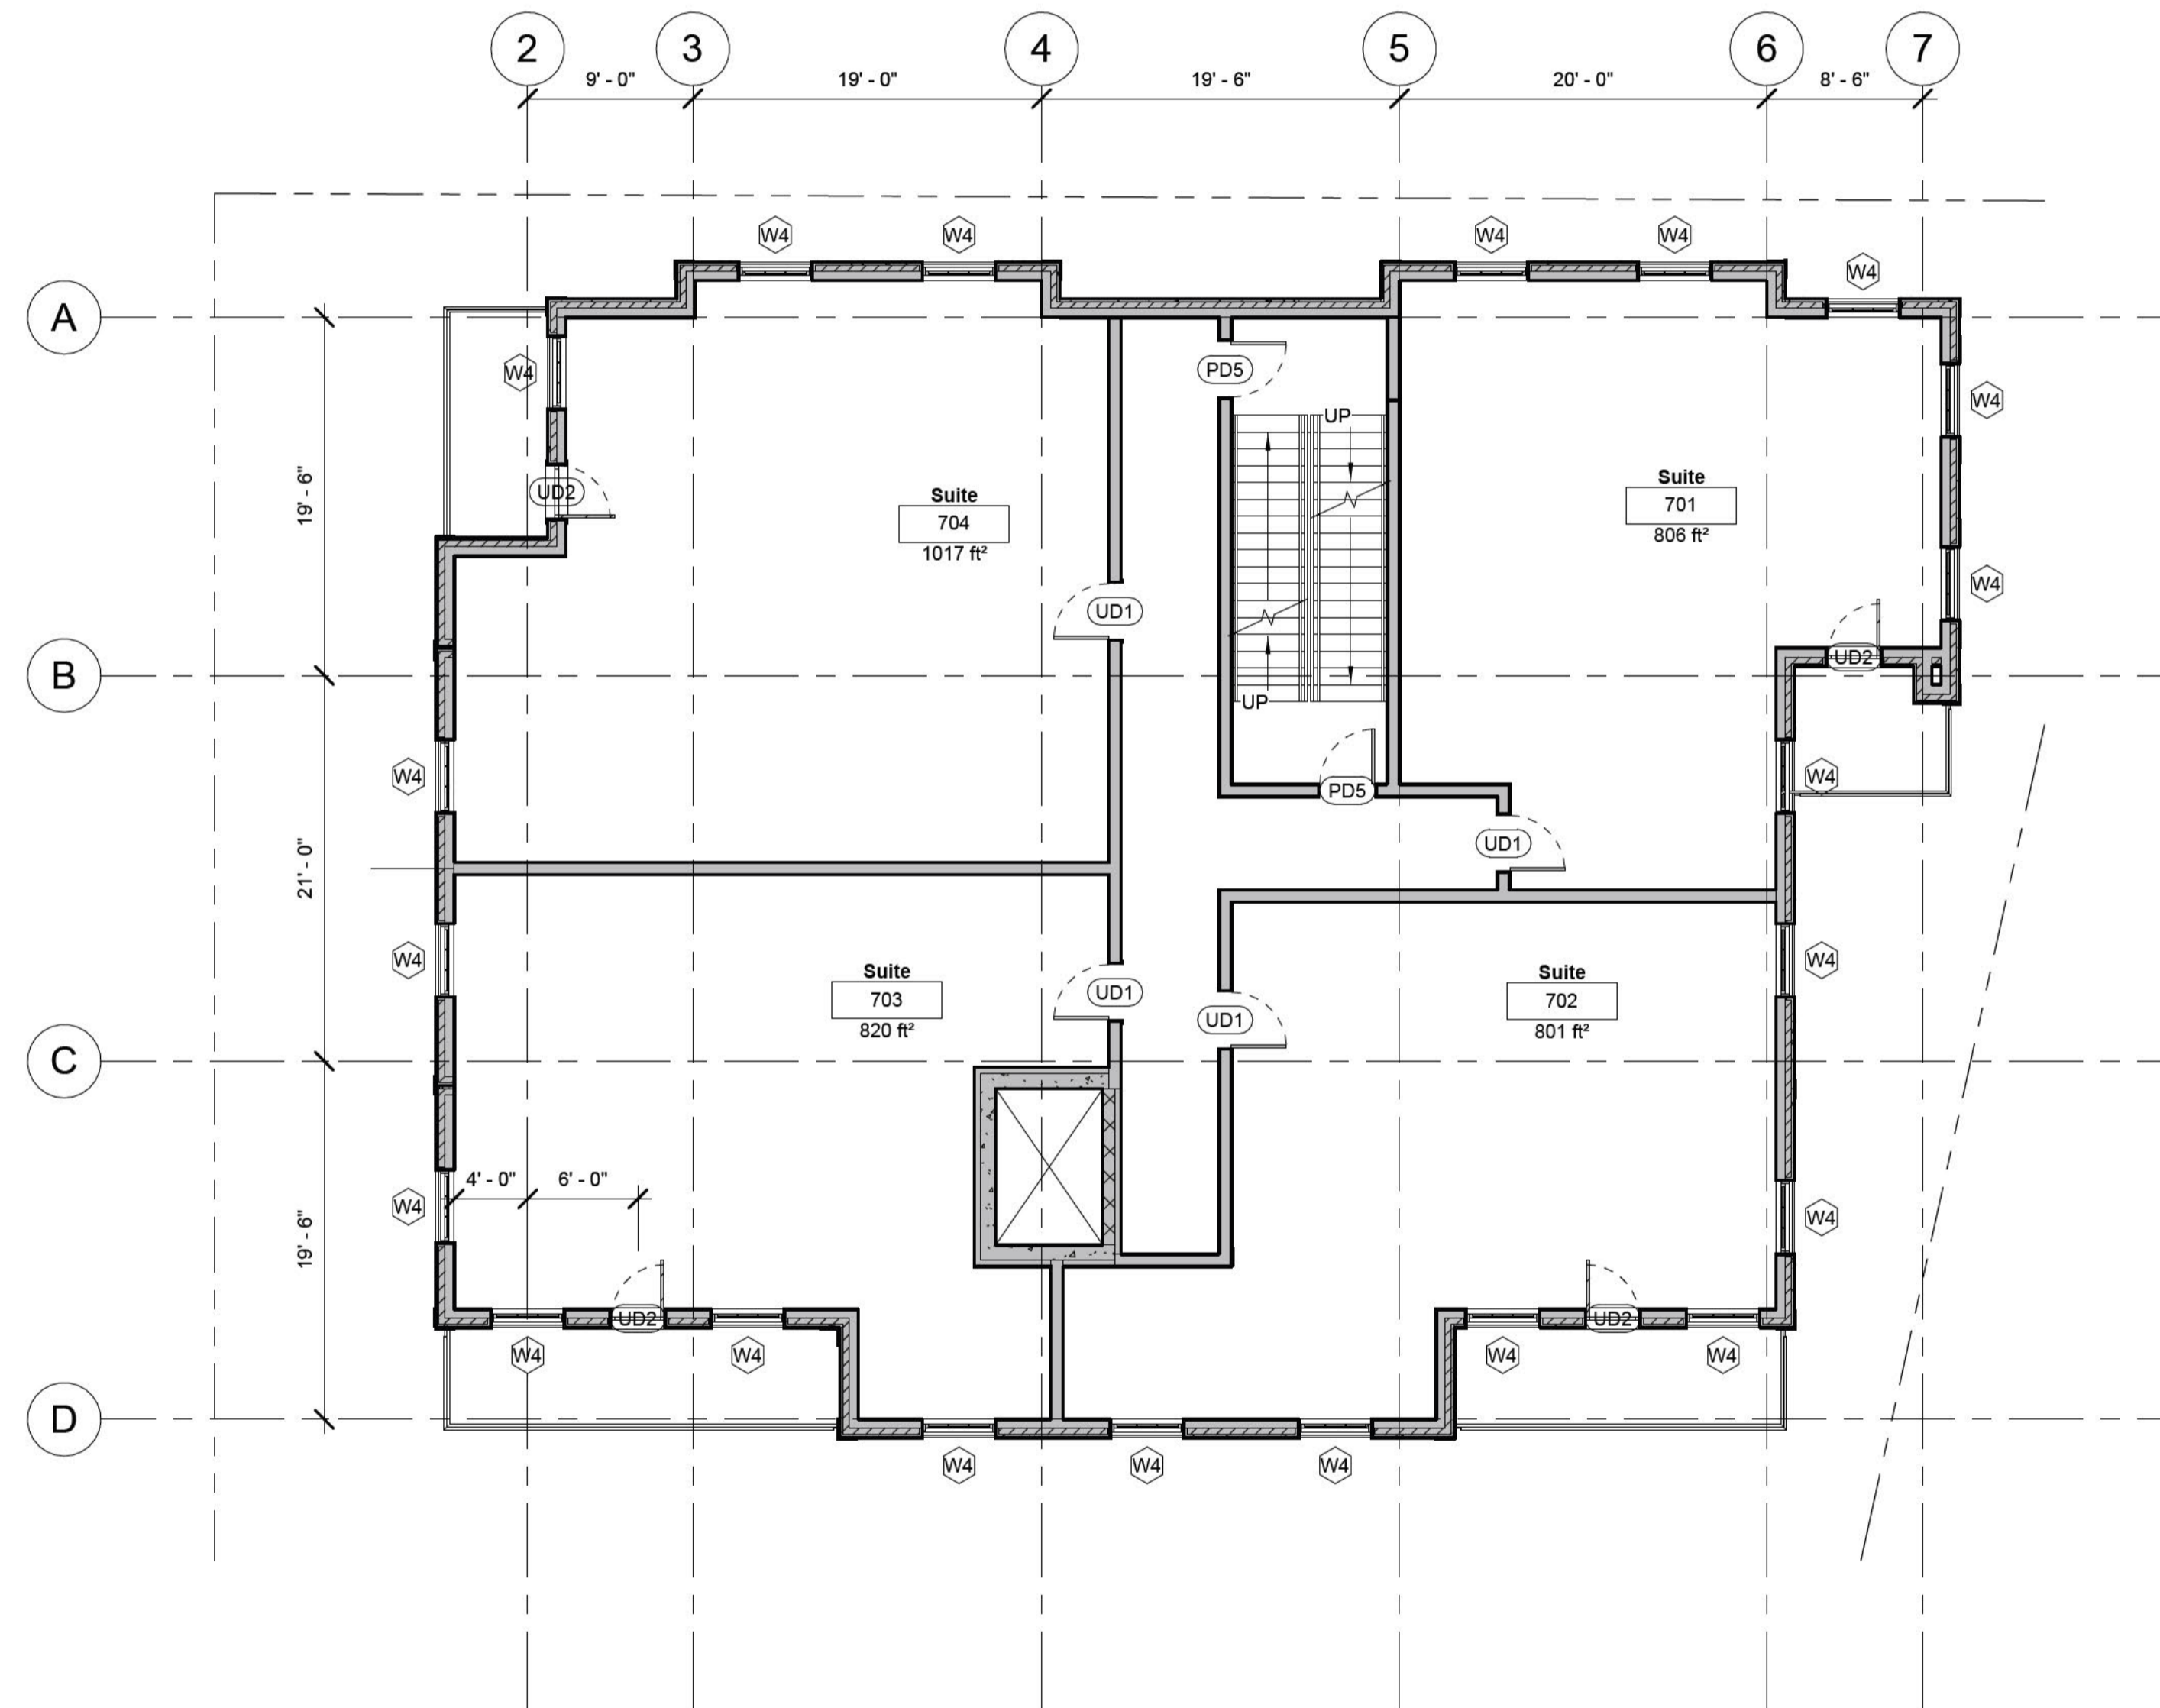 2 3 4 5 6 7
9' - 0" 19' - 0" 19' - 6" 20' - 0" 8' - 6"
W4 W4 W4 W4
W4
A
PD5
W4
W4
UP
19' - 6"
Suite
701
806 ft²
UD2
Suite
704
1017 ft²
W4
UD1
UD2
B
UP
W4
W4
PD5
UD1
21' - 0"
W4
W4
Suite
703
820 ft²
UD1
Suite
702
801 ft²
UD1
C
4' - 0" 6' - 0"
W4
W4
19' - 6"
UD2
UD2
W4 W4 W4 W4
D
W4 W4 W4